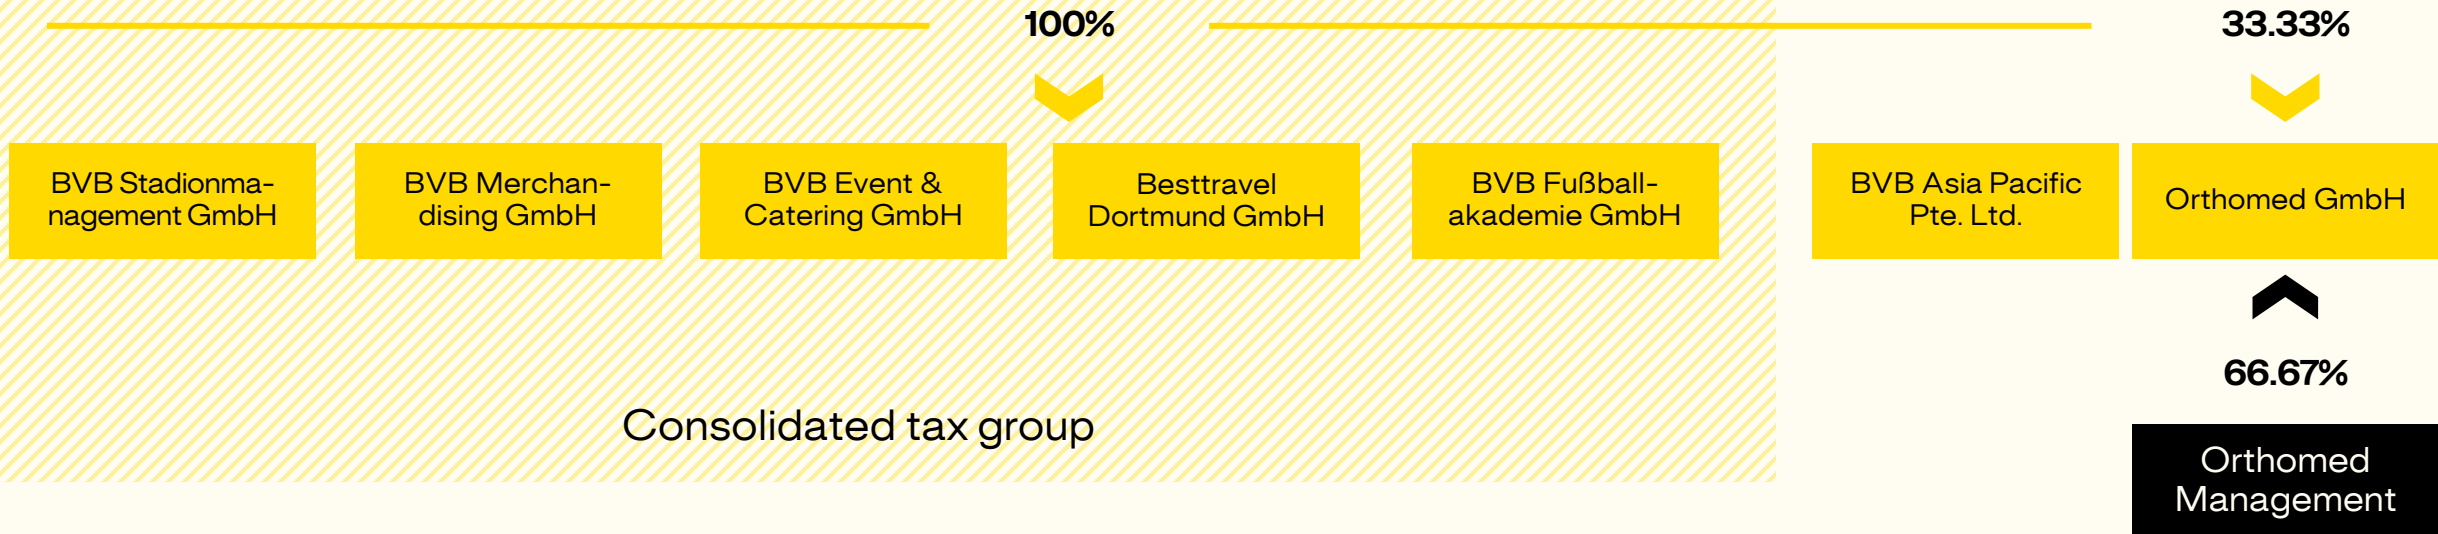 100%
33.33%
BVB Stadionma-
nagement GmbH
BVB Merchan-
dising GmbH
BVB Event &
Catering GmbH
Besttravel
Dortmund GmbH
BVB Fußball-
akademie GmbH
BVB Asia Pacific
Pte. Ltd.
Orthomed GmbH
66.67%
Consolidated tax group
Orthomed
Management